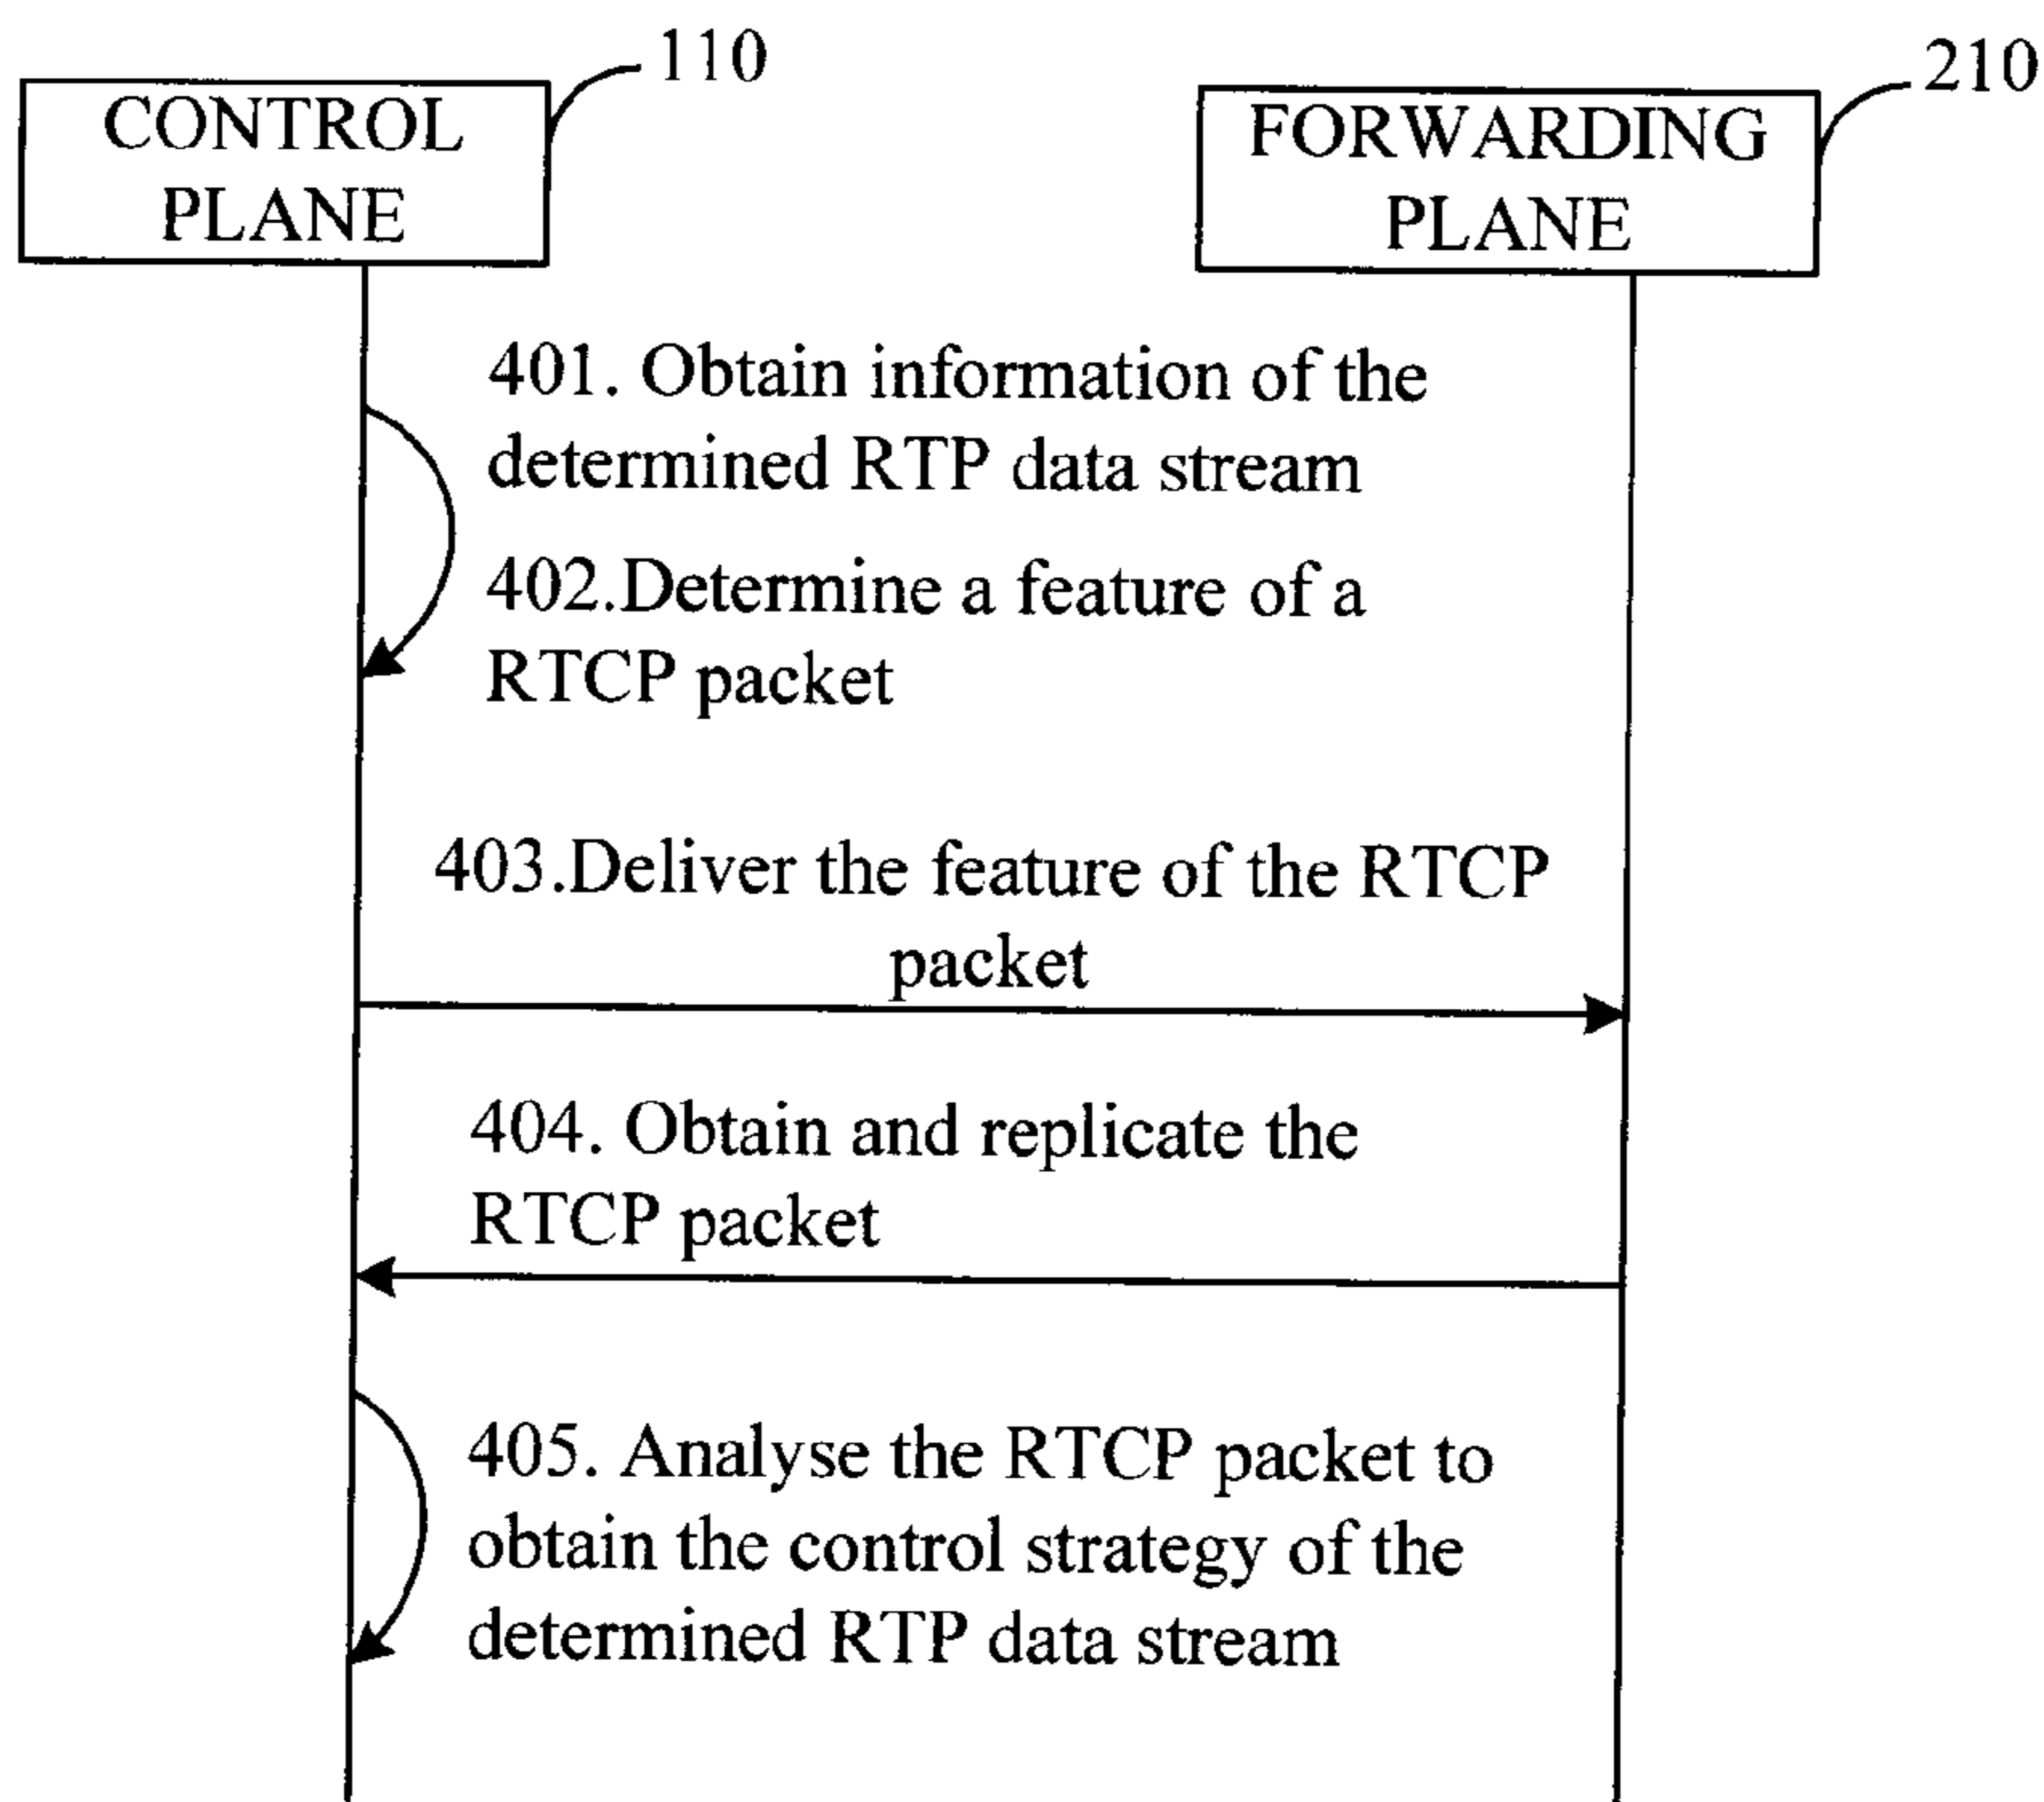 110
CONTROL
PLANE
210
FORWARDING
PLANE
401. Obtain information of the
determined RTP data stream
402.Determine a feature of a
RTCP packet
403.Deliver the feature of the RTCP
packet
404. Obtain and replicate the
RTCP packet
405. Analyse the RTCP packet to
obtain the control strategy of the
determined RTP data stream